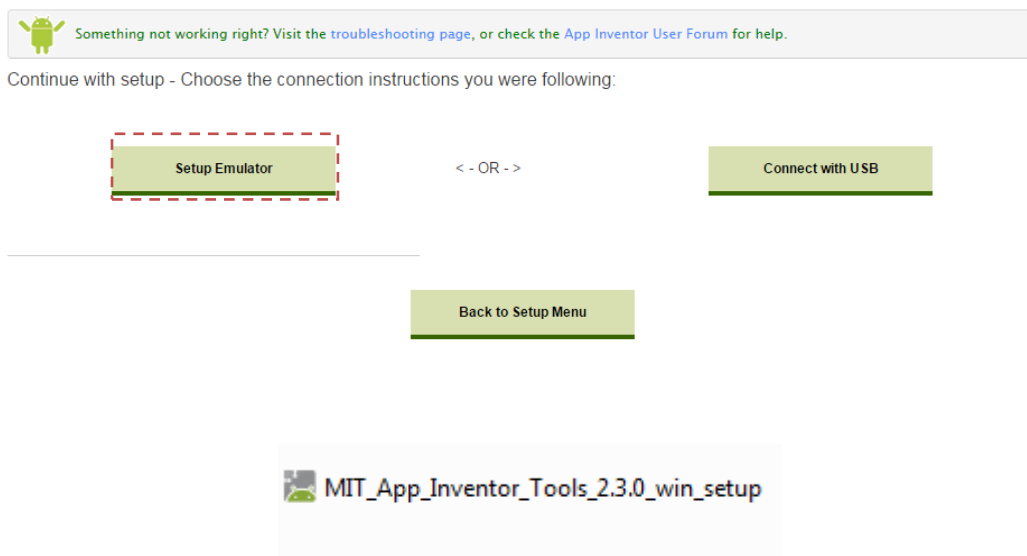 Something not working right? Visit the troubleshooting page, or check the App Inventor User Forum for help.
Continue with setup - Choose the connection instructions you were following:
Setup Emulator
< - OR - >
Connect with USB
Back to Setup Menu
MIT_App_Inventor_Tools_2.3.0_win_setup